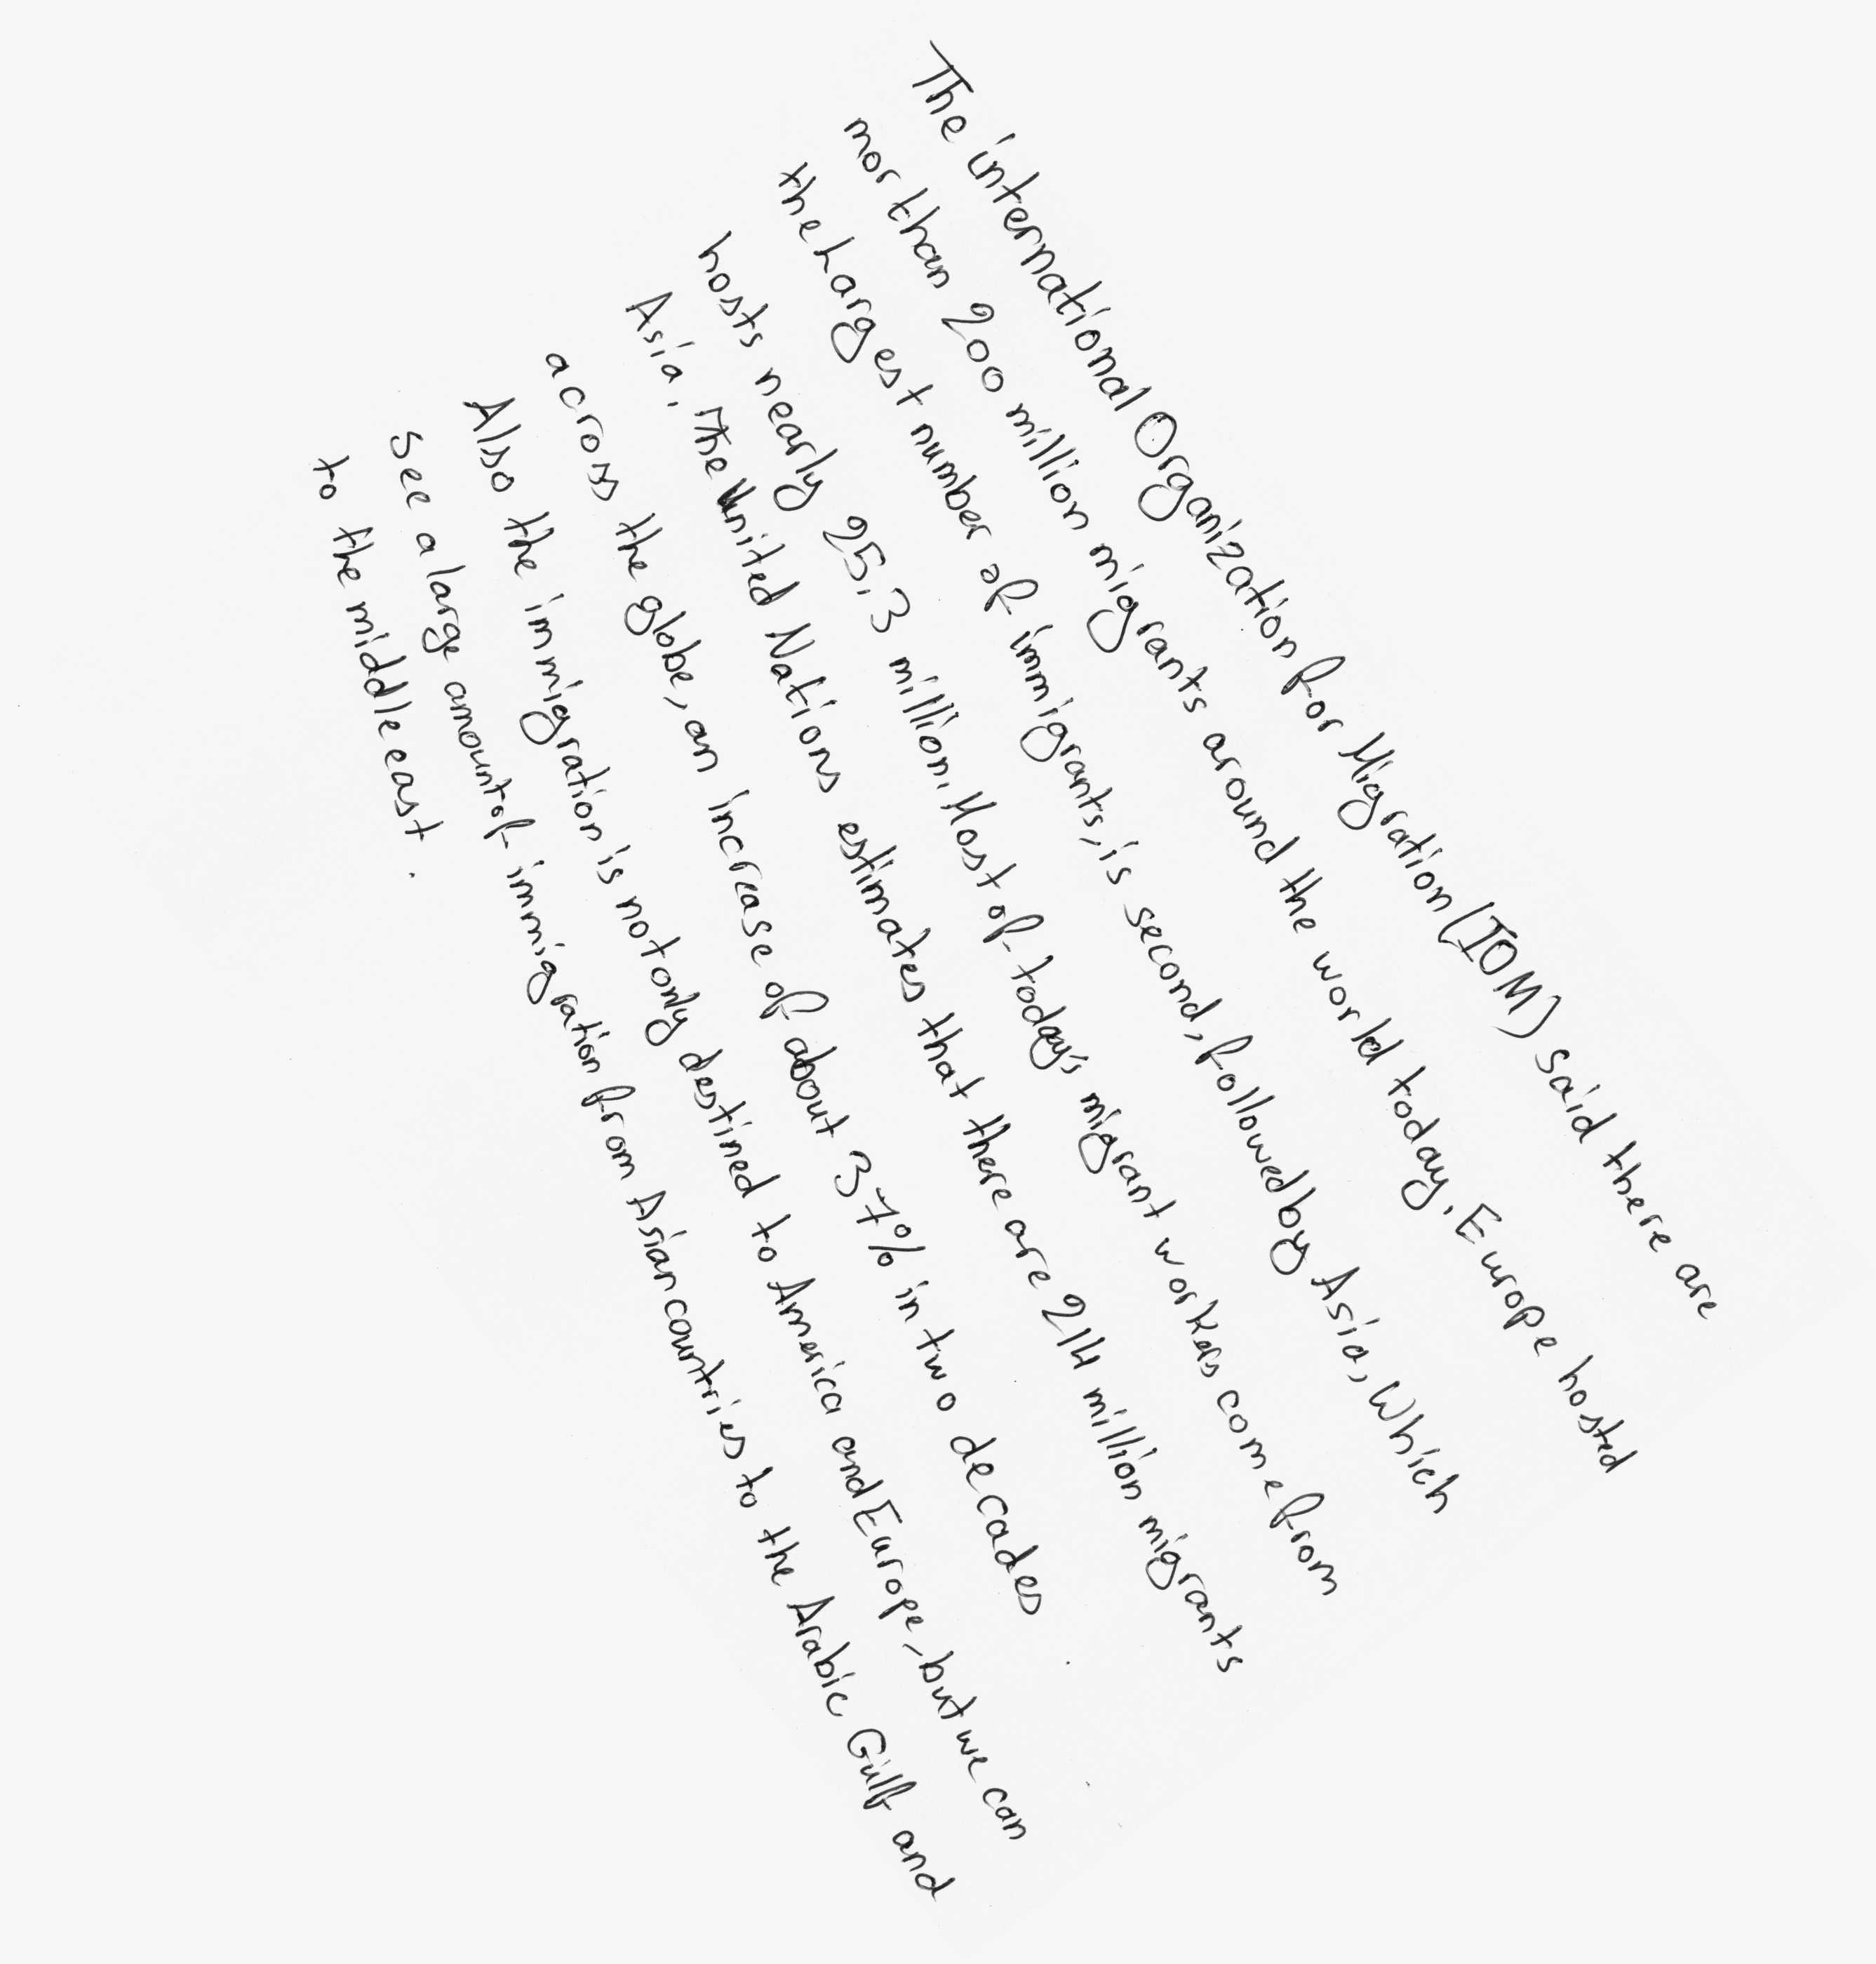 The international Organization for Migration (IOM) said there are
mor than 200 million migrants around the world today. Europe hosted
the Largest number of immigrants, is second, followed by Asia, Which
hosts nearly 25.3 million. Most of today's migrant workers come from
Asia. The United Nations estimates that there are 214 million migrants
across the globe, an increase of about 37% in two decades
Also the immigration is not only destined to America and Europe, but we can
see a large amount of immigration from Asian countries to the Arabic Gulf and
to the middle east.